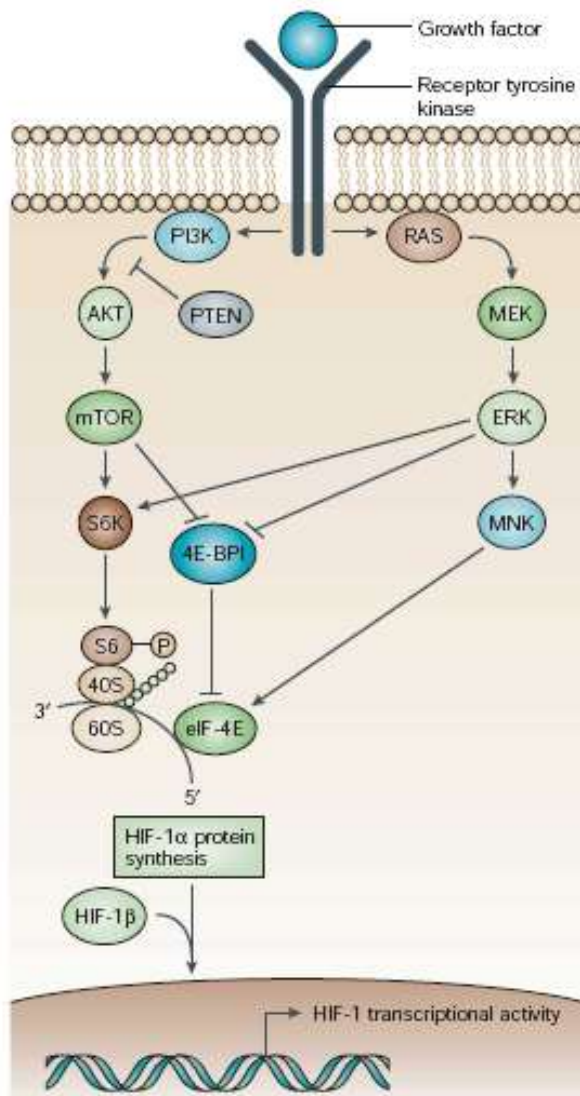 Growth factor
Receptor tyrosine
kinase
PI3K
RAS
AKT
PTEN
MEK
mTOR
ERK
S6K
4E-BPI
MNK
S6
P
40S
3′
60S
eIF-4E
5′
HIF-1α protein
synthesis
HIF-1β
HIF-1 transcriptional activity